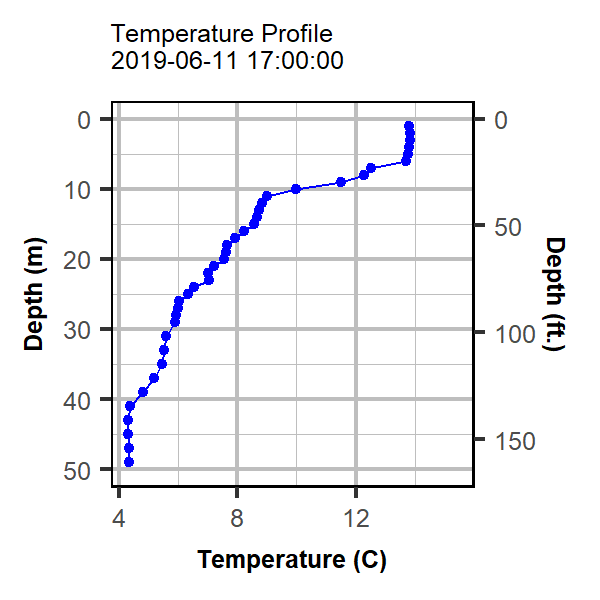 Temperature Profile
2019-06-11 17:00:00
0
10
20
30
40
50
Depth (m)
0
50
100
150
Depth (ft.)
4 8 12
Temperature (C)